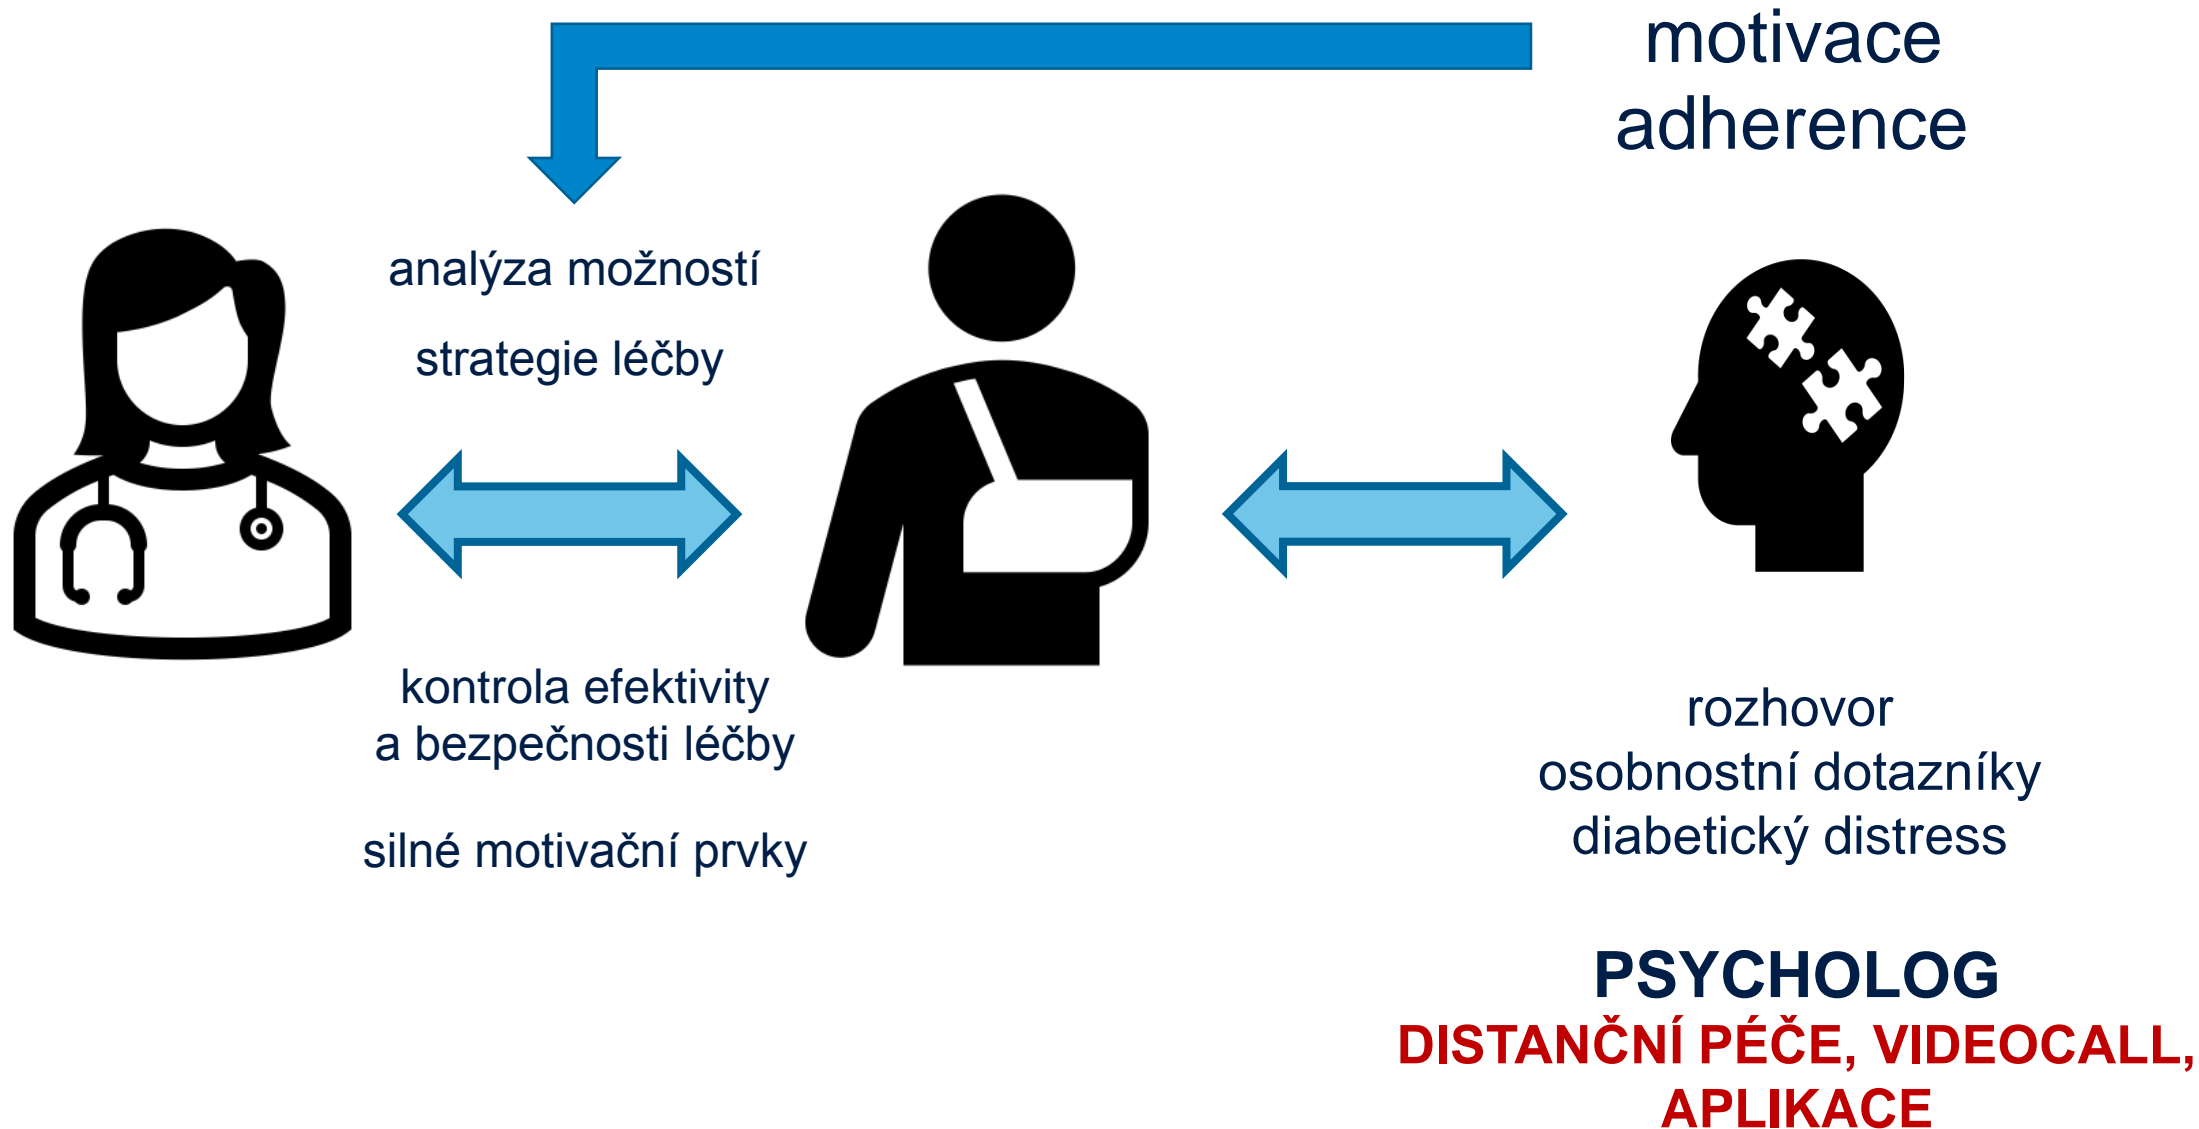 motivace
adherence
analýza možností
strategie léčby
kontrola efektivity
a bezpečnosti léčby
silné motivační prvky
rozhovor
osobnostní dotazníky
diabetický distress
PSYCHOLOG
DISTANČNÍ PÉČE, VIDEOCALL,
APLIKACE